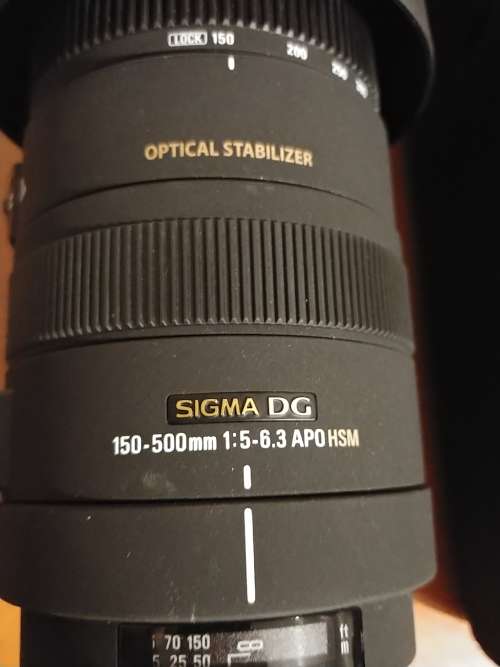 LOCK 150 200
OPTICAL STABILIZER
SIGMA DG
150-500mm 1:5-6.3 APO HSM
70 150 ft
25 50 m